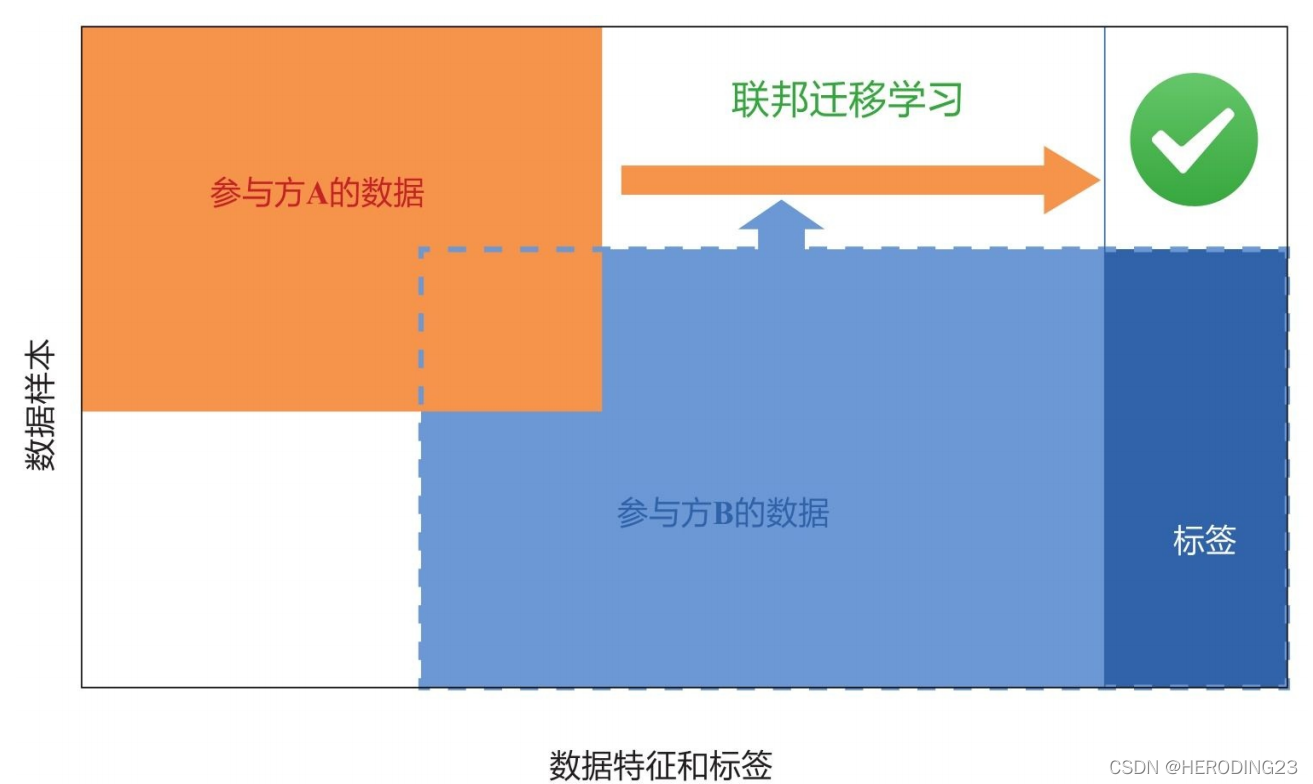 联邦迁移学习
参与方A的数据
数据样本
参与方B的数据
标签
数据特征和标签
CSDN @HERODING23